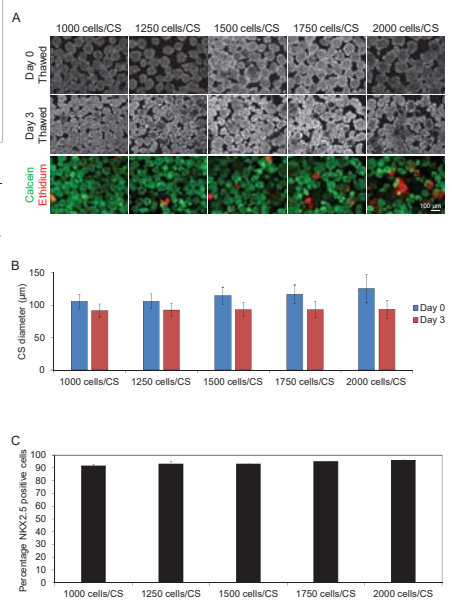 A
1000 cells/CS 1250 cells/CS 1500 cells/CS 1750 cells/CS 2000 cells/CS
Day 0
Thawed
Day 3
Thawed
Calcein
Ethidium
100 µm
B
CS diameter (µm)
150
100
50
0
1000 cells/CS 1250 cells/CS 1500 cells/CS 1750 cells/CS 2000 cells/CS
Day 0
Day 3
C
Percentage NKX2.5 positive cells
100
90
80
70
60
50
40
30
20
10
0
1000 cells/CS 1250 cells/CS 1500 cells/CS 1750 cells/CS 2000 cells/CS